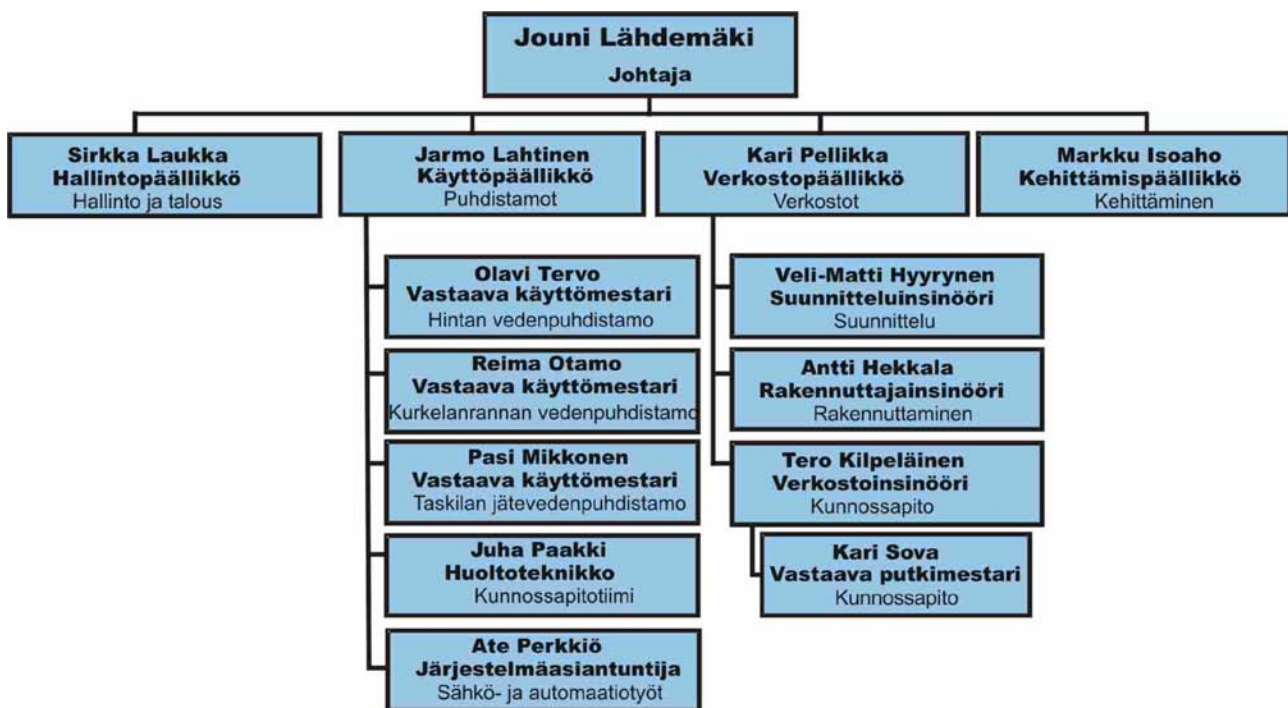 Jouni Lähdemäki
Johtaja
Sirkka Laukka
Hallintopäällikkö
Hallinto ja talous
Jarmo Lahtinen
Käyttöpäällikkö
Puhdistamot
Kari Pellikka
Verkostopäällikkö
Verkostot
Markku Isoaho
Kehittämispäällikkö
Kehittäminen
Olavi Tervo
Vastaava käyttömestari
Hintan vedenpuhdistamo
Reima Otamo
Vastaava käyttömestari
Kurkelanrannan vedenpuhdistamo
Pasi Mikkonen
Vastaava käyttömestari
Taskilan jätevedenpuhdistamo
Juha Paakki
Huoltoteknikko
Kunnossapitotiimi
Ate Perkkiö
Järjestelmäasiantuntija
Sähkö- ja automaatiotyöt
Veli-Matti Hyyrynen
Suunnitteluinsinööri
Suunnittelu
Antti Hekkala
Rakennuttajainsinööri
Rakennuttaminen
Tero Kilpeläinen
Verkostoinsinööri
Kunnossapito
Kari Sova
Vastaava putkimestari
Kunnossapito